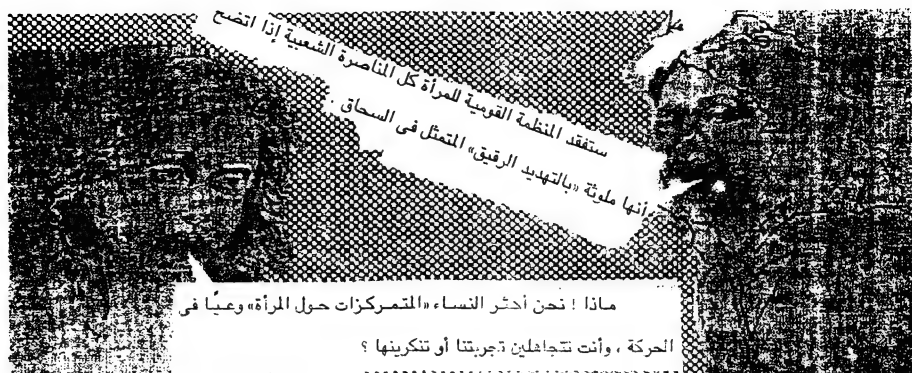 ستفقد المنظمة القومية للمرأة كل المناصرة الشعبية إذا اتضح
أنها ملوثة «بالتهديد الرقيق» المتمثل فى السحاق .
ماذا ! نحن أكثر النساء «المتمركزات حول المرأة» وعيًا فى
الحركة ، وأنت تتجاهلين تجربتنا أو تنكرينها ؟